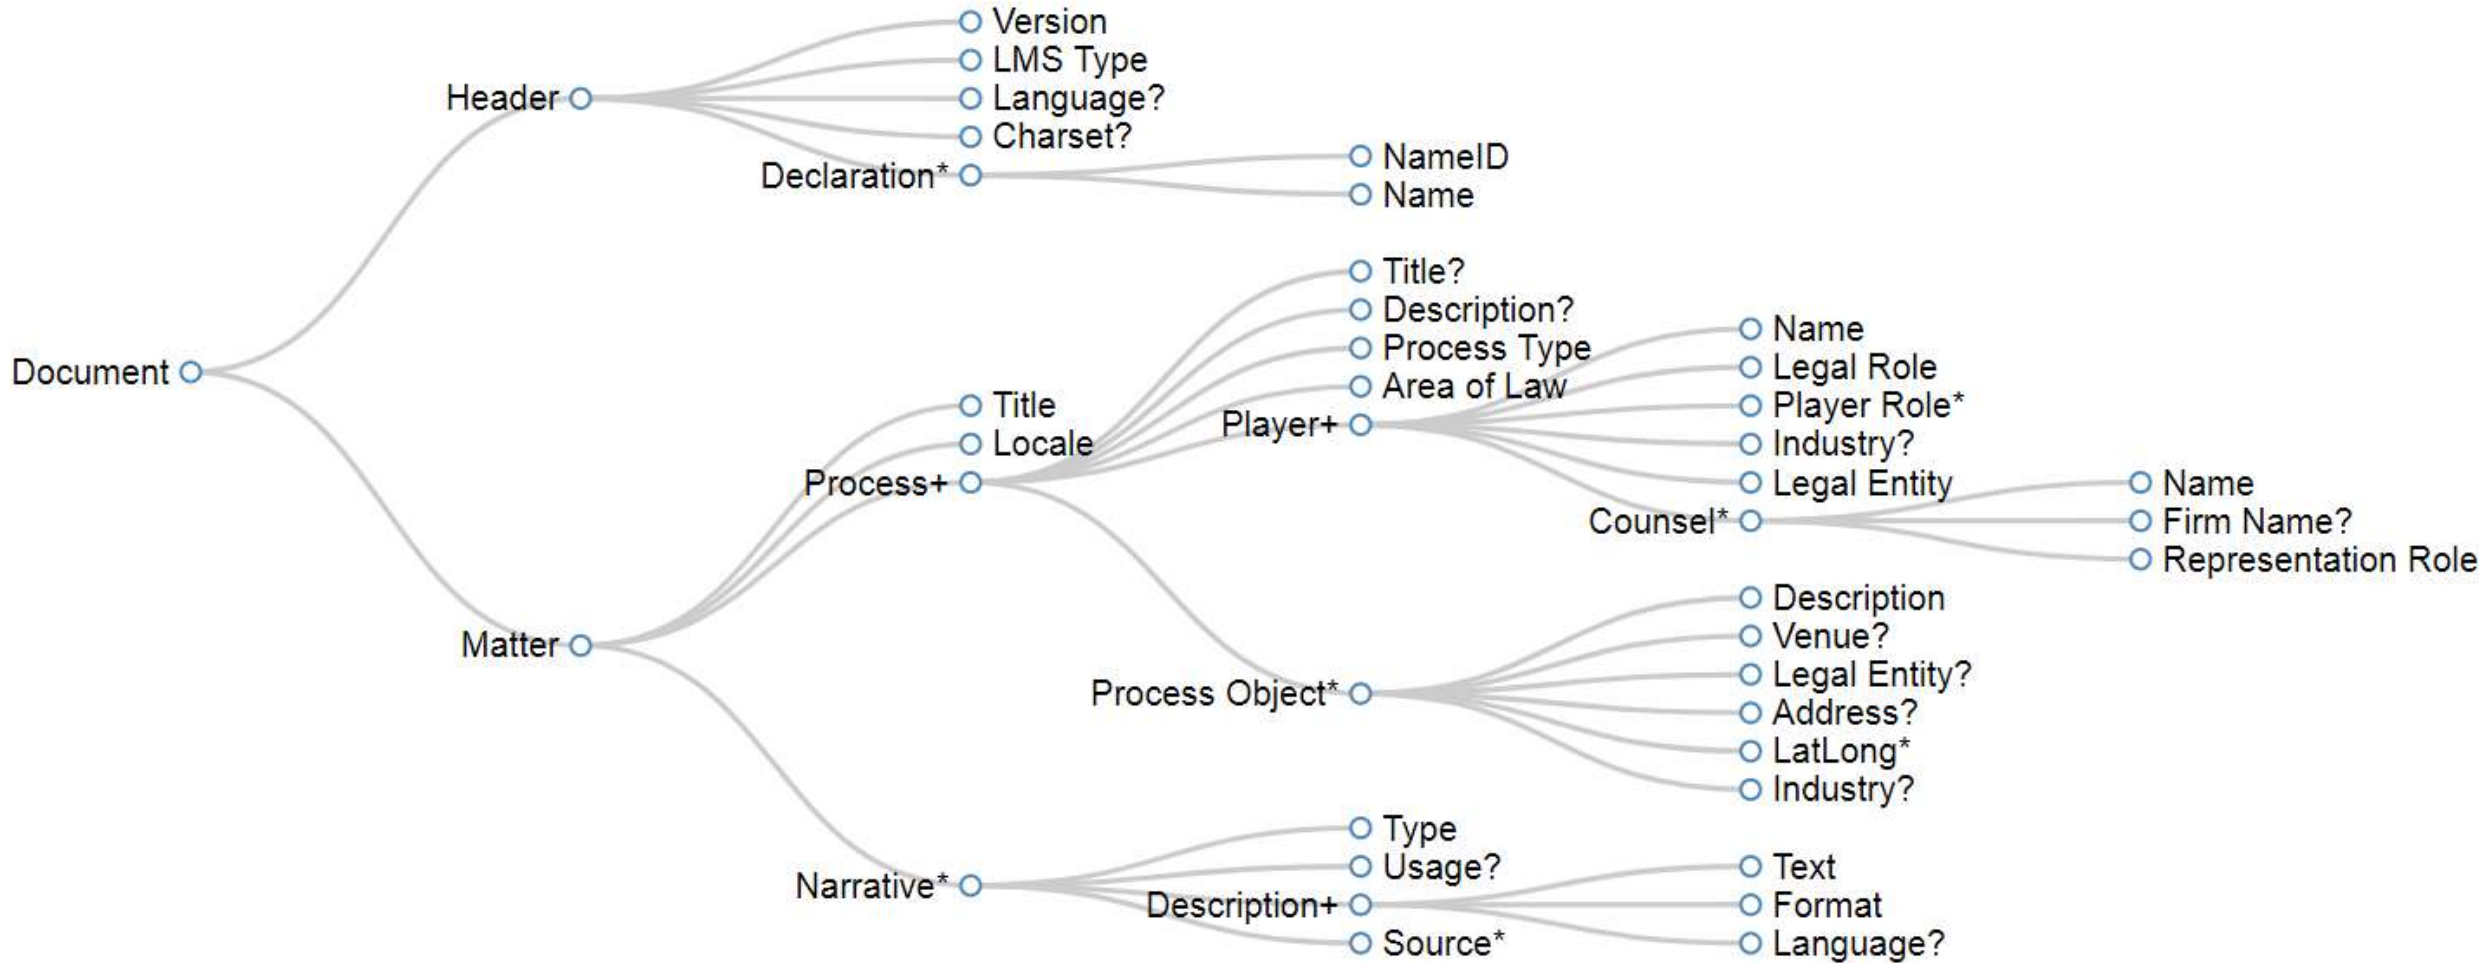 Document
Header
Version
LMS Type
Language?
Charset?
Declaration*
NameID
Name
Matter
Title
Locale
Process+
Title?
Description?
Process Type
Area of Law
Player+
Name
Legal Role
Player Role*
Industry?
Legal Entity
Counsel*
Name
Firm Name?
Representation Role
Process Object*
Description
Venue?
Legal Entity?
Address?
LatLong*
Industry?
Narrative*
Type
Usage?
Description+
Text
Format
Language?
Source*